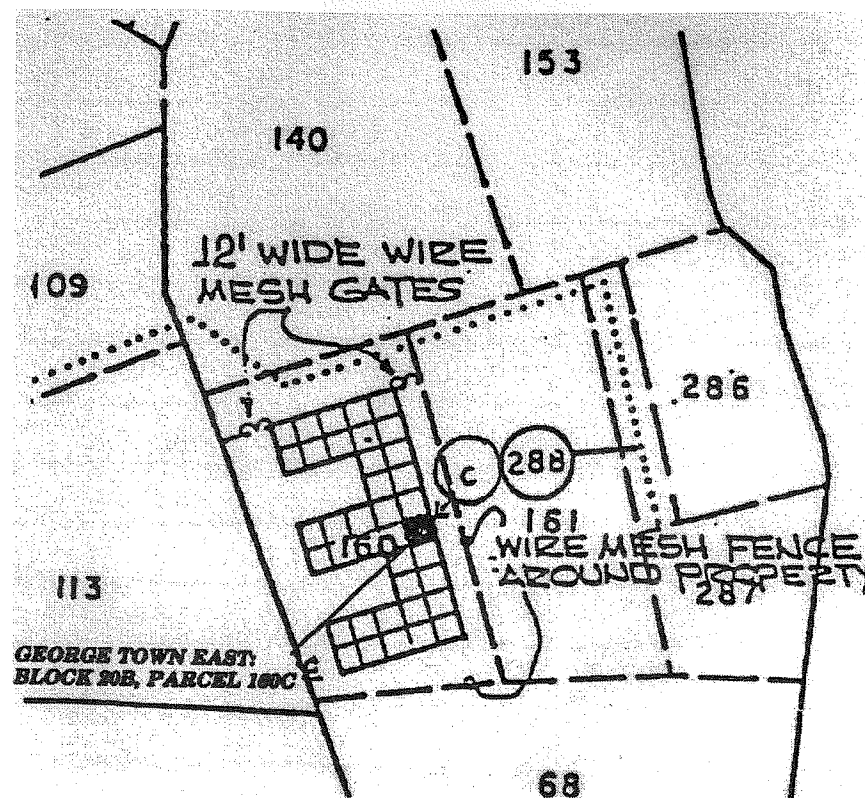 153
140
12' WIDE WIRE
MESH GATES
109
286
C
288
161
160
WIRE MESH FENCE
AROUND PROPERTY
287
113
GEORGE TOWN EAST:
BLOCK 20B, PARCEL 160C
68